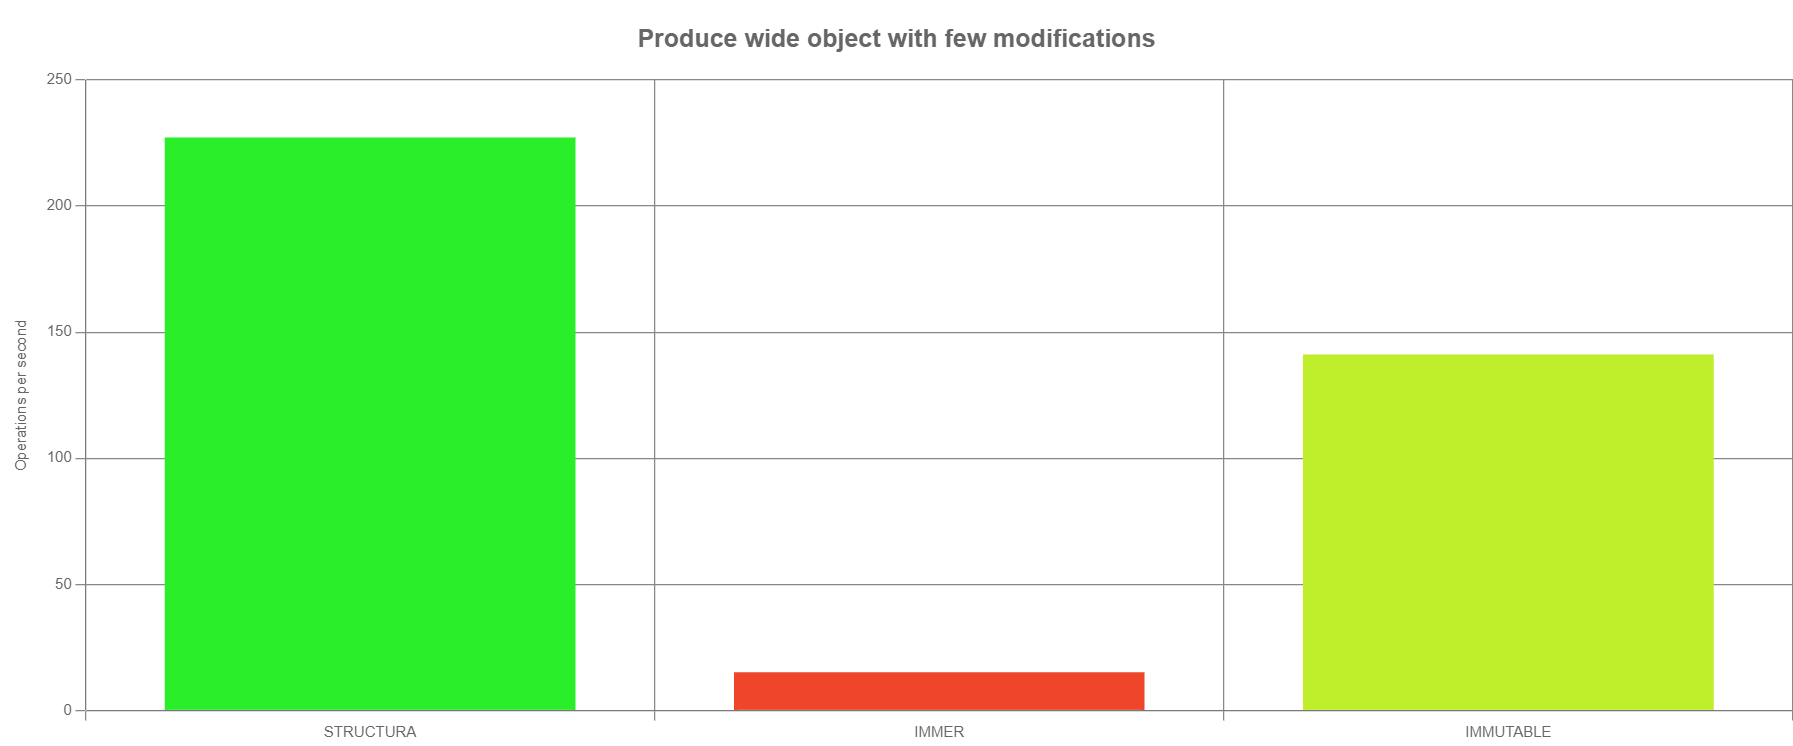 Produce wide object with few modifications
250
200
150
100
50
0
Operations per second
STRUCTURA
IMMER
IMMUTABLE